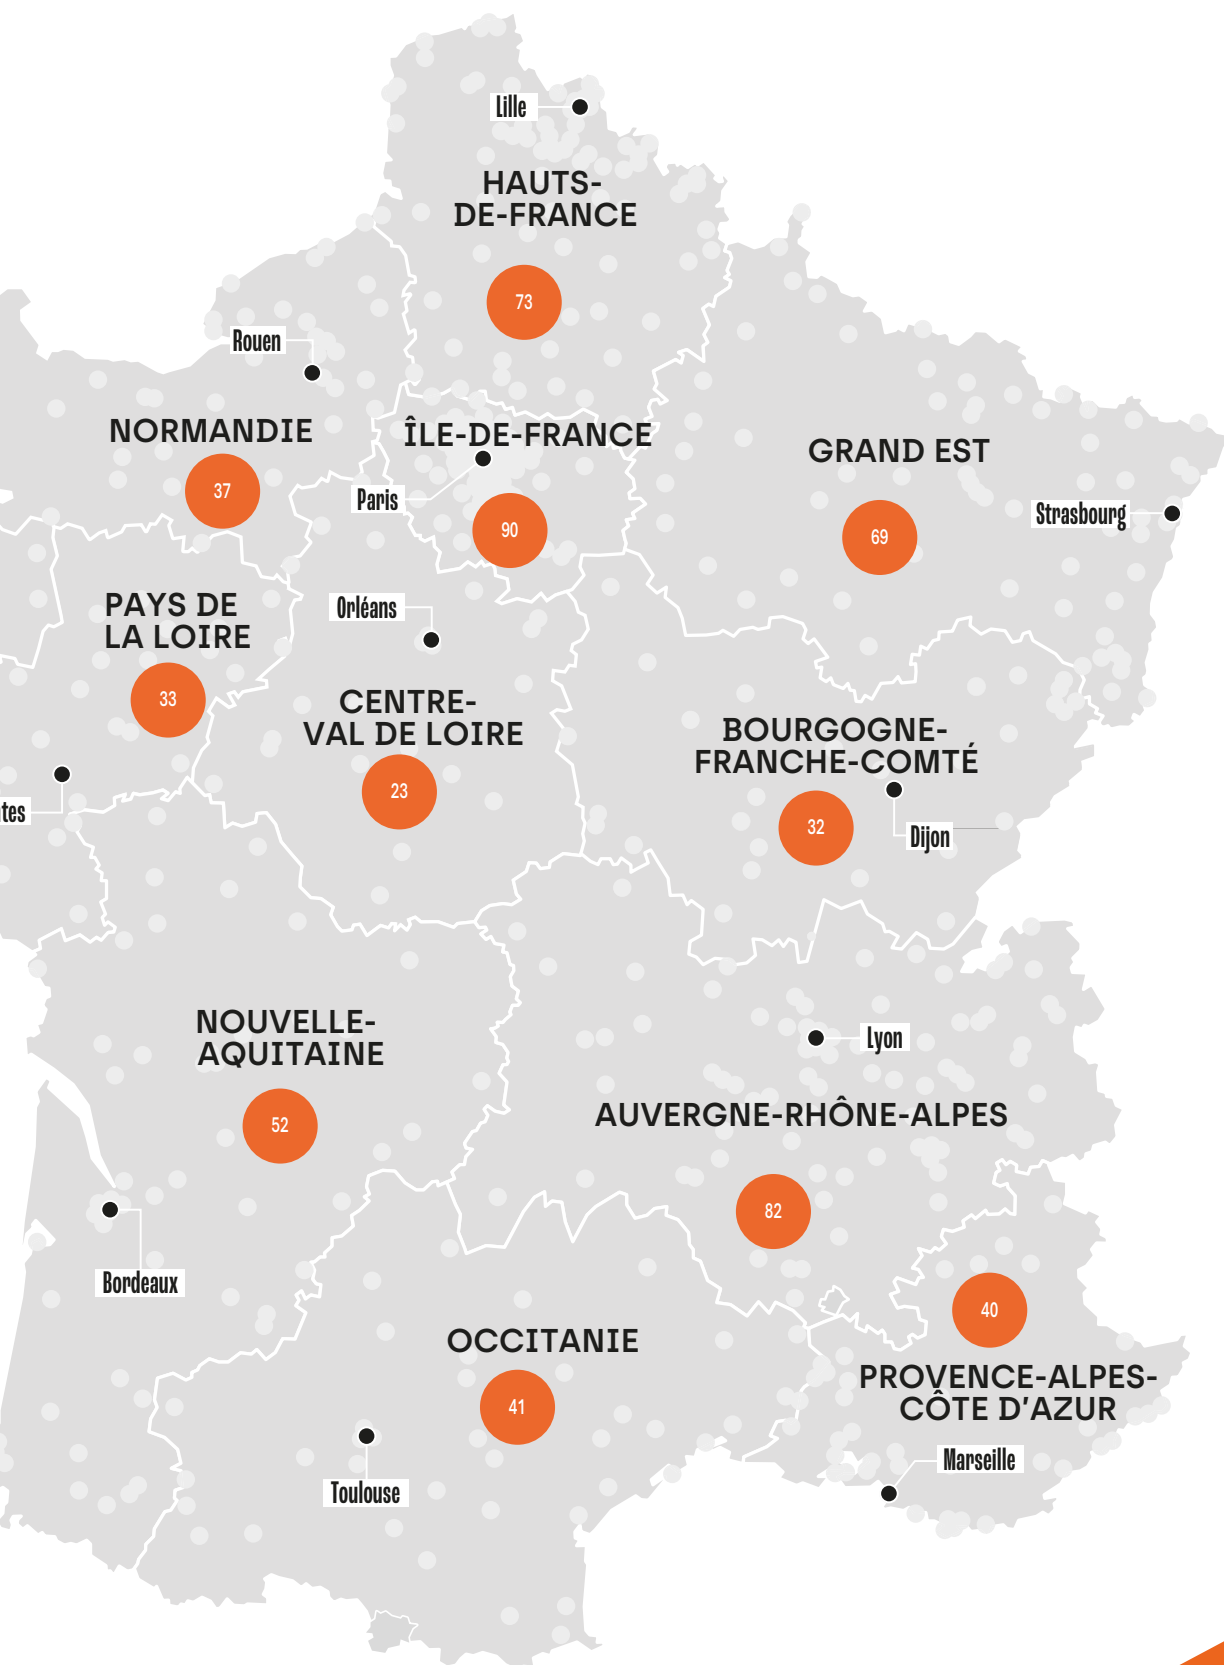 Lille
HAUTS-
DE-FRANCE
73
Rouen
NORMANDIE
37
ÎLE-DE-FRANCE
Paris
90
GRAND EST
Strasbourg
69
PAYS DE
LA LOIRE
33
Orléans
CENTRE-
VAL DE LOIRE
23
BOURGOGNE-
FRANCHE-COMTÉ
32
Dijon
tes
NOUVELLE-
AQUITAINE
52
Lyon
AUVERGNE-RHÔNE-ALPES
82
Bordeaux
OCCITANIE
41
Toulouse
40
PROVENCE-ALPES-
CÔTE D'AZUR
Marseille